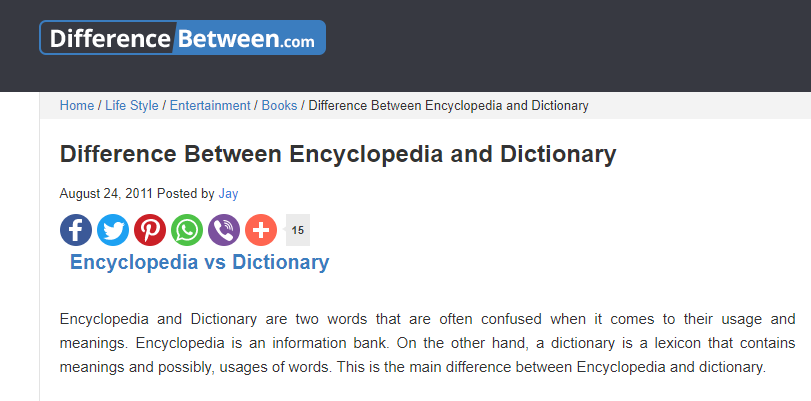 Difference Between.com
Home / Life Style / Entertainment / Books / Difference Between Encyclopedia and Dictionary
Difference Between Encyclopedia and Dictionary
August 24, 2011 Posted by Jay
15
Encyclopedia vs Dictionary
Encyclopedia and Dictionary are two words that are often confused when it comes to their usage and
meanings. Encyclopedia is an information bank. On the other hand, a dictionary is a lexicon that contains
meanings and possibly, usages of words. This is the main difference between Encyclopedia and dictionary.